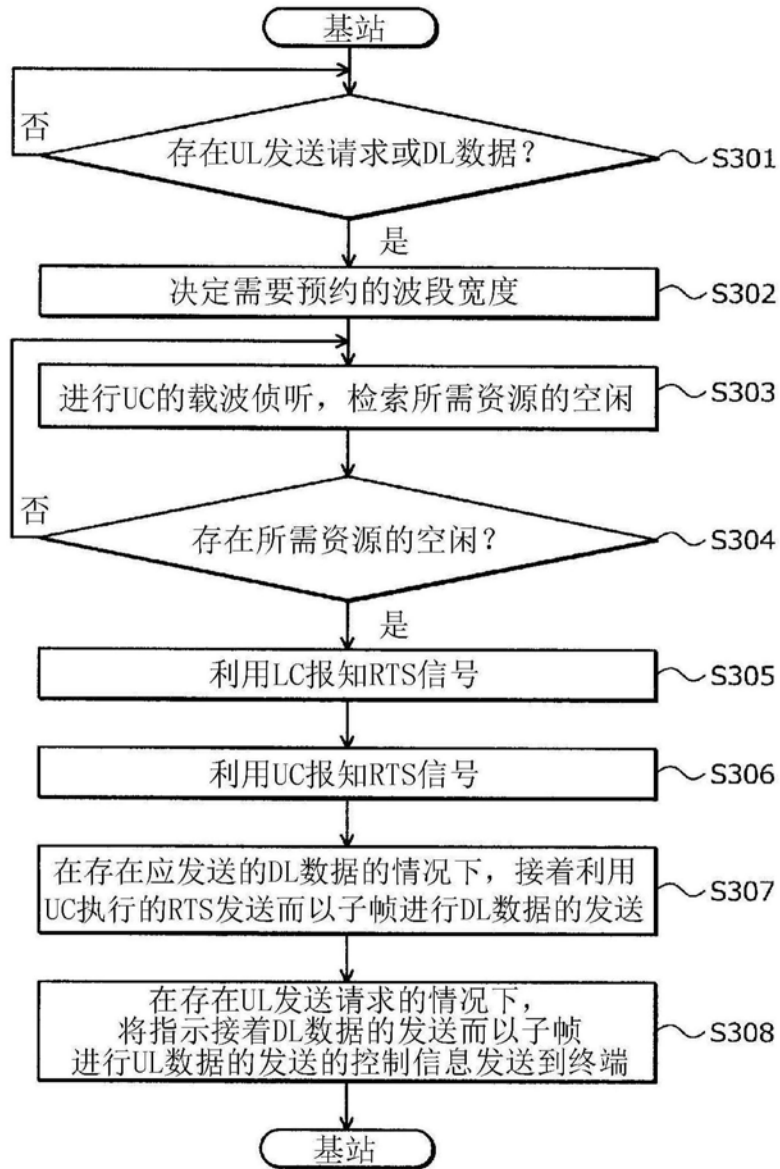 基站
否
存在UL发送请求或DL数据?
S301
是
决定需要预约的波段宽度
S302
进行UC的载波侦听，检索所需资源的空闲
S303
否
存在所需资源的空闲?
S304
是
利用LC报知RTS信号
S305
利用UC报知RTS信号
S306
在存在应发送的DL数据的情况下，接着利用
UC执行的RTS发送而以子帧进行DL数据的发送
S307
在存在UL发送请求的情况下，
将指示接着DL数据的发送而以子帧
进行UL数据的发送的控制信息发送到终端
S308
基站